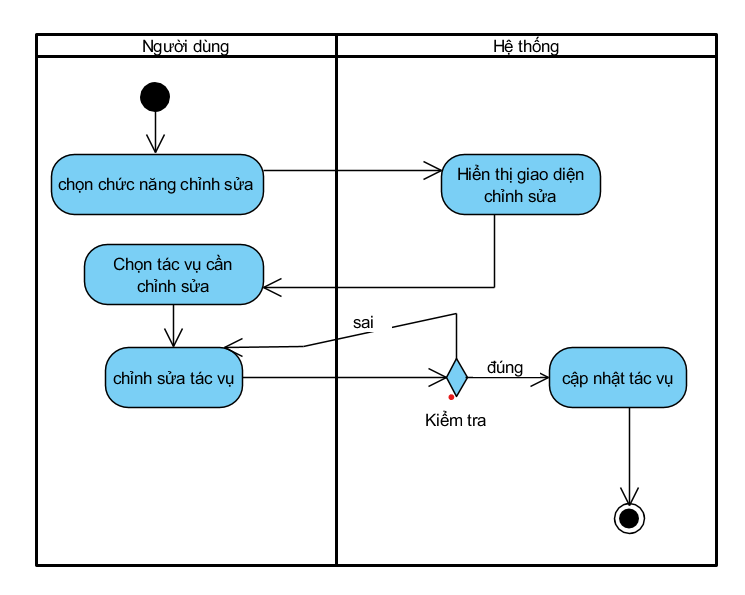 Người dùng
Hệ thống
chọn chức năng chỉnh sửa
Hiển thị giao diện
chỉnh sửa
Chọn tác vụ cần
chỉnh sửa
sai
chỉnh sửa tác vụ
đúng
cập nhật tác vụ
Kiểm tra